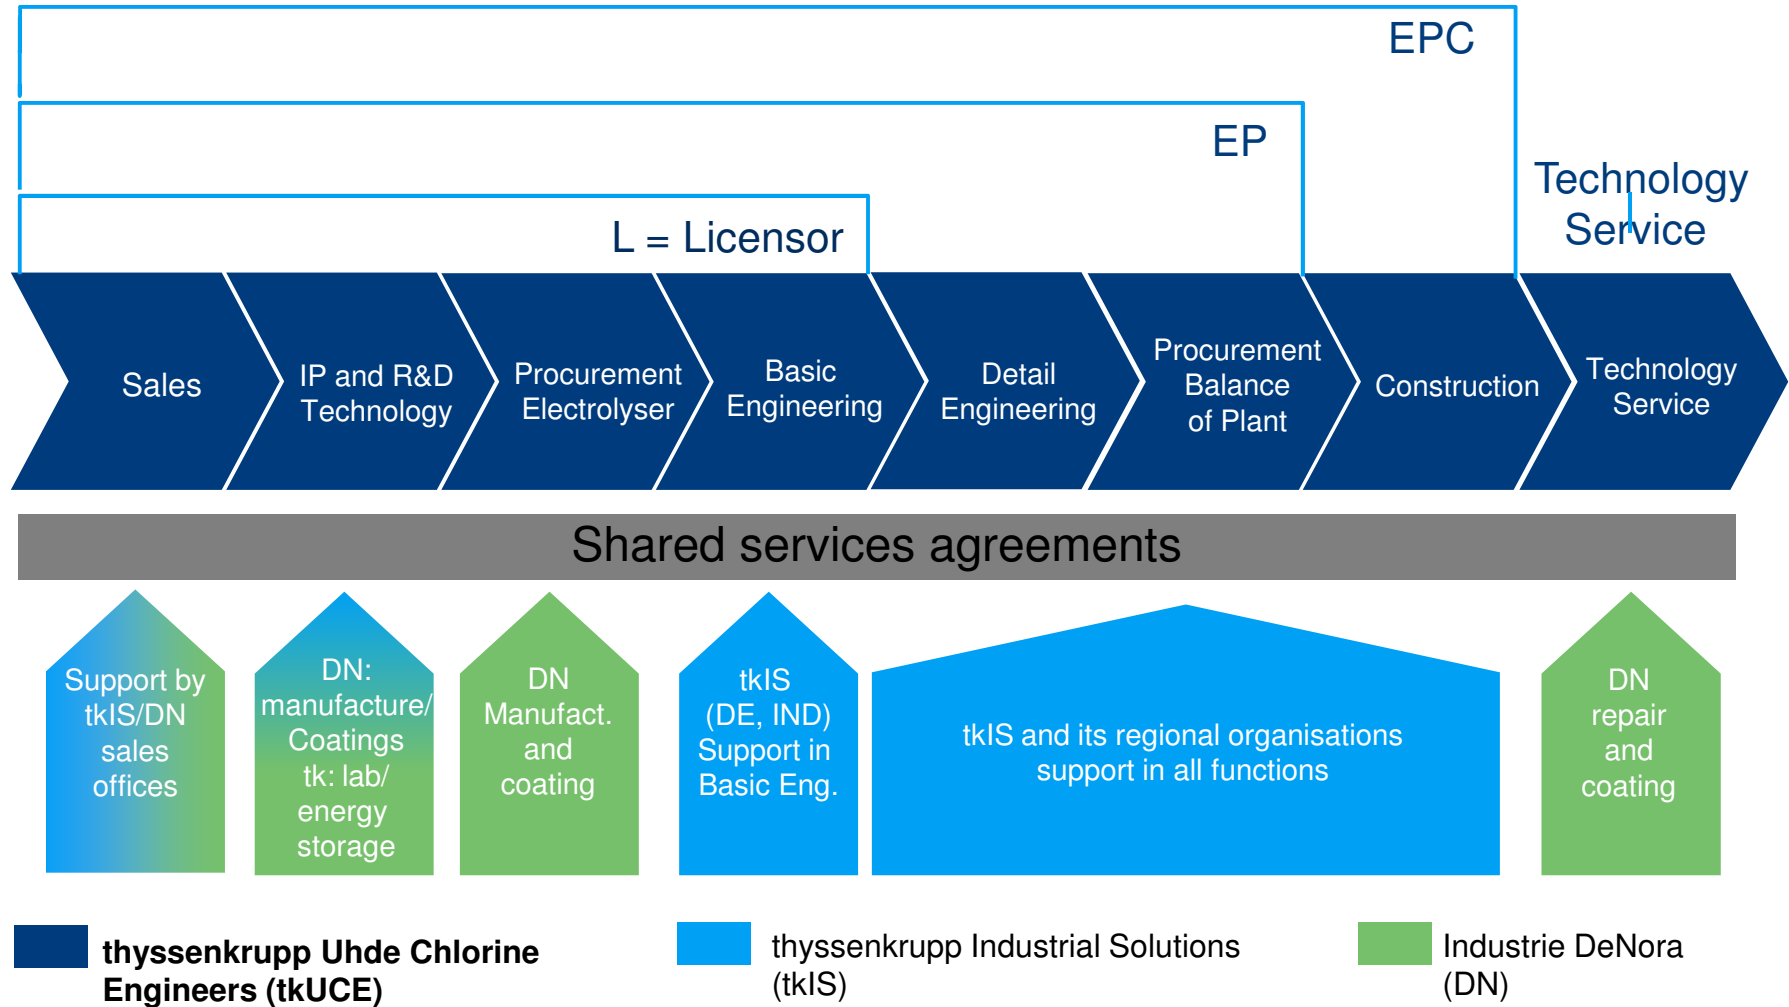 EPC
EP
L = Licensor
Technology
Service
Sales
IP and R&D
Technology
Procurement
Electrolyser
Basic
Engineering
Detail
Engineering
Procurement
Balance
of Plant
Construction
Technology
Service
Shared services agreements
Support by
tkIS/DN
sales
offices
DN:
manufacture/
Coatings
tk: lab/
energy
storage
DN
Manufact.
and
coating
tkIS
(DE, IND)
Support in
Basic Eng.
tkIS and its regional organisations
support in all functions
DN
repair
and
coating
thyssenkrupp Uhde Chlorine
Engineers (tkUCE)
thyssenkrupp Industrial Solutions
(tkIS)
Industrie DeNora
(DN)